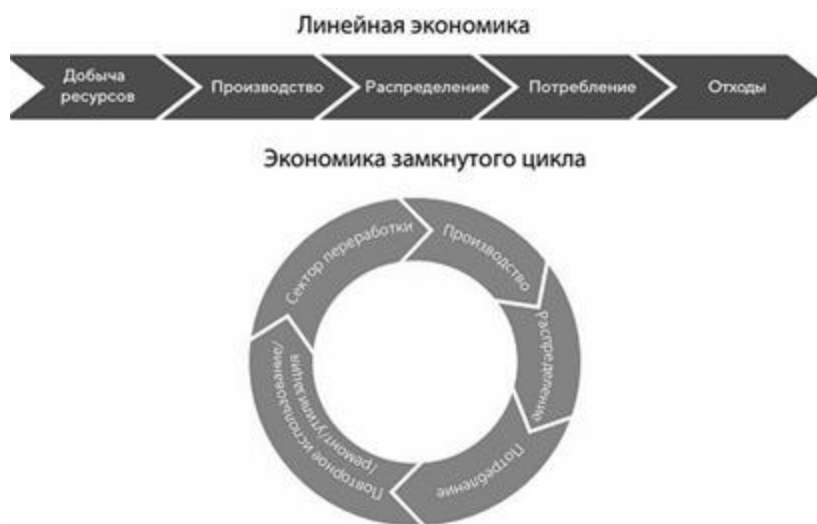 Линейная экономика
Добыча
ресурсов
Производство
Распределение
Потребление
Отходы
Экономика замкнутого цикла
Сектор переработки
Производство
Распределение
Потребление
Повторное использование/
/ремонт/утилизация